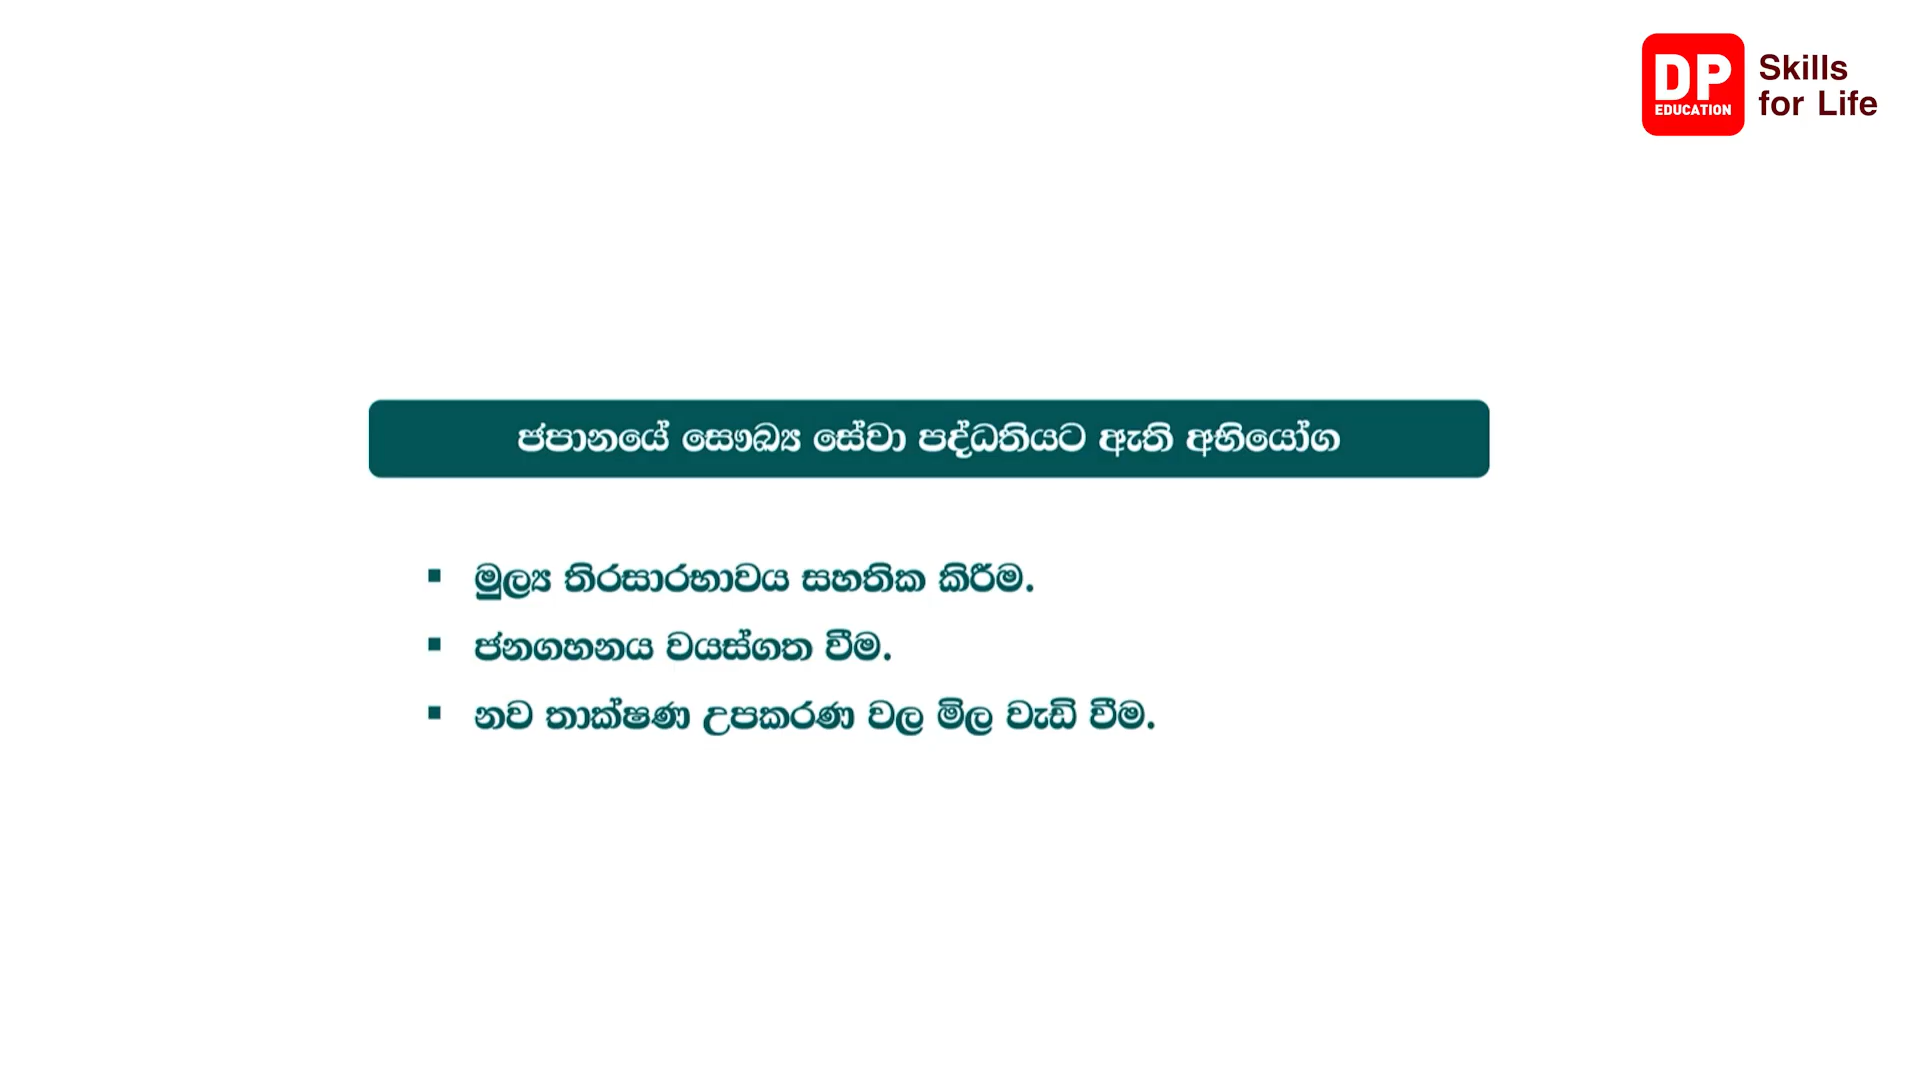 DP
EDUCATION
Skills
for Life
ජපානයේ සෞඛ්‍ය සේවා පද්ධතියට ඇති අභියෝග
▪ මුල්‍ය තිරසාරභාවය සහතික කිරීම.
▪ ජනගහනය වයස්ගත වීම.
▪ නව තාක්ෂණ උපකරණ වල මිල වැඩි වීම.